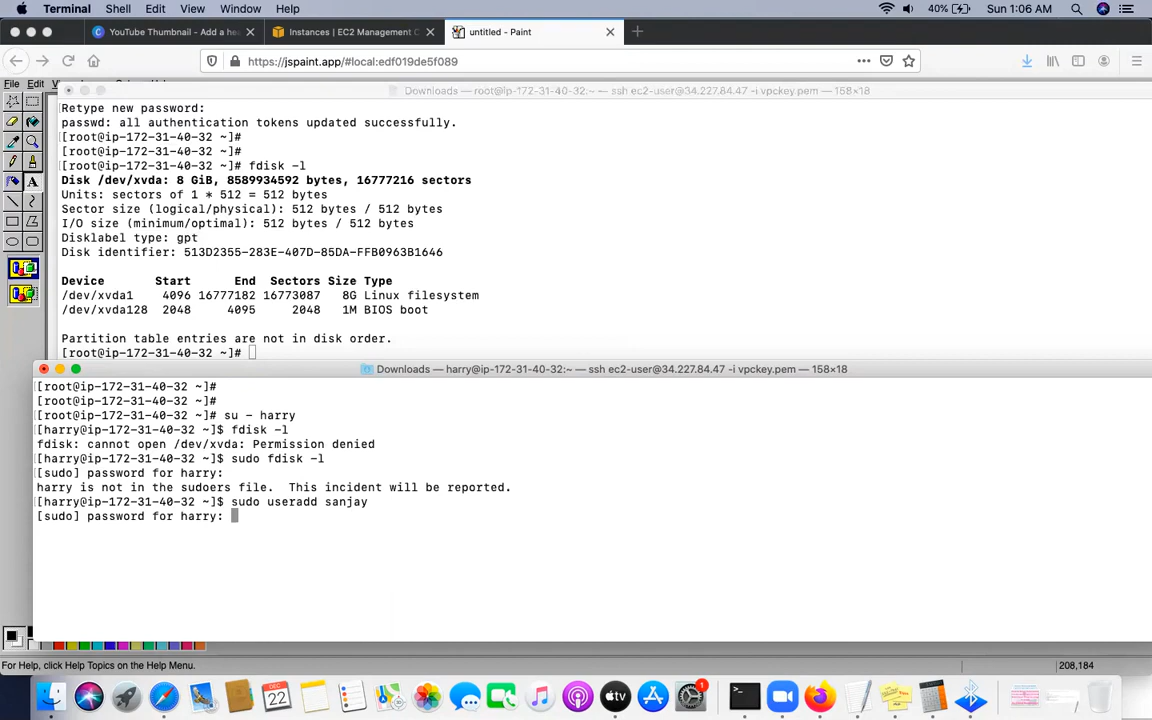 Terminal Shell Edit View Window Help 40% Sun 1:06 AM
YouTube Thumbnail - Add a he Instances | EC2 Management C untitled - Paint
https://jspaint.app/#local:edf019de5f089
File Edit
Downloads — root@ip-172-31-40-32:~ — ssh ec2-user@34.227.84.47 -i vpckey.pem — 158×18
Retype new password:
passwd: all authentication tokens updated successfully.
[root@ip-172-31-40-32 ~]#
[root@ip-172-31-40-32 ~]#
[root@ip-172-31-40-32 ~]# fdisk -l
Disk /dev/xvda: 8 GiB, 8589934592 bytes, 16777216 sectors
Units: sectors of 1 * 512 = 512 bytes
Sector size (logical/physical): 512 bytes / 512 bytes
I/O size (minimum/optimal): 512 bytes / 512 bytes
Disklabel type: gpt
Disk identifier: 513D2355-283E-407D-85DA-FFB0963B1646
Device Start End Sectors Size Type
/dev/xvda1 4096 16777182 16773087 8G Linux filesystem
/dev/xvda128 2048 4095 2048 1M BIOS boot
Partition table entries are not in disk order.
[root@ip-172-31-40-32 ~]#
Downloads — harry@ip-172-31-40-32:~ — ssh ec2-user@34.227.84.47 -i vpckey.pem — 158×18
[root@ip-172-31-40-32 ~]#
[root@ip-172-31-40-32 ~]#
[root@ip-172-31-40-32 ~]# su - harry
[harry@ip-172-31-40-32 ~]$ fdisk -l
fdisk: cannot open /dev/xvda: Permission denied
[harry@ip-172-31-40-32 ~]$ sudo fdisk -l
[sudo] password for harry:
harry is not in the sudoers file.  This incident will be reported.
[harry@ip-172-31-40-32 ~]$ sudo useradd sanjay
[sudo] password for harry:
For Help, click Help Topics on the Help Menu. 208,184
DEC
22
tv
1